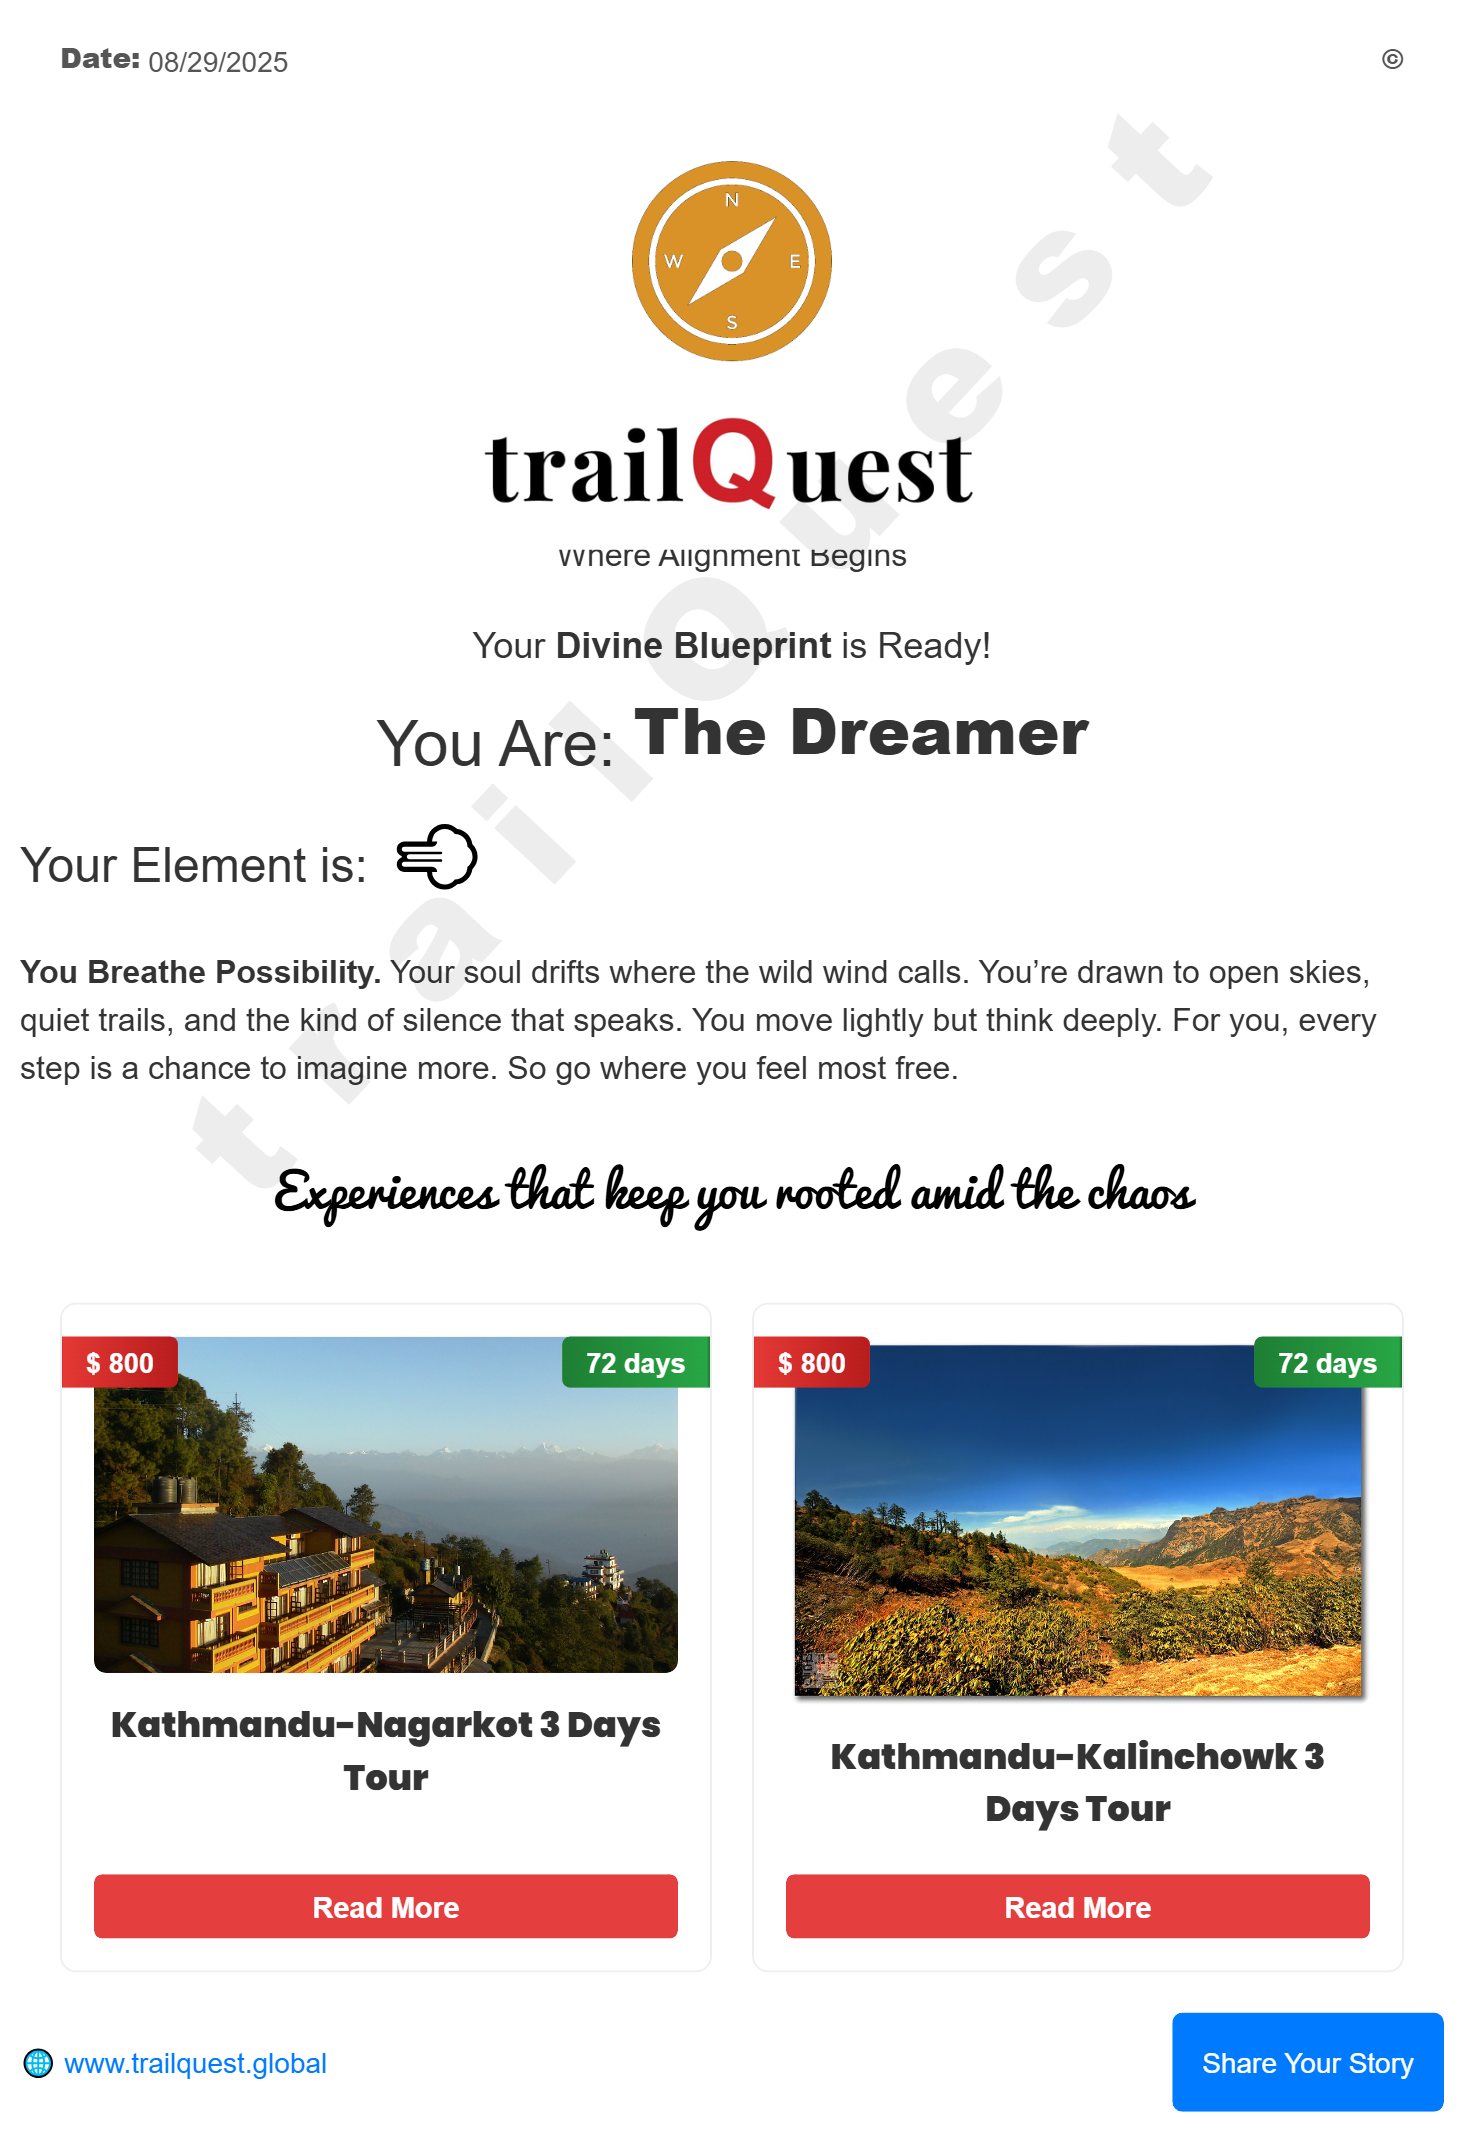 Date: 08/29/2025
©
N
W E
S
trailQuest
Where Alignment Begins
Your Divine Blueprint is Ready!
You Are: The Dreamer
Your Element is:
You Breathe Possibility. Your soul drifts where the wild wind calls. You’re drawn to open skies,
quiet trails, and the kind of silence that speaks. You move lightly but think deeply. For you, every
step is a chance to imagine more. So go where you feel most free.
trailQuest
Experiences that keep you rooted amid the chaos
$ 800
72 days
Kathmandu-Nagarkot 3 Days
Tour
Read More
$ 800
72 days
Kathmandu-Kalinchowk 3
Days Tour
Read More
www.trailquest.global
Share Your Story